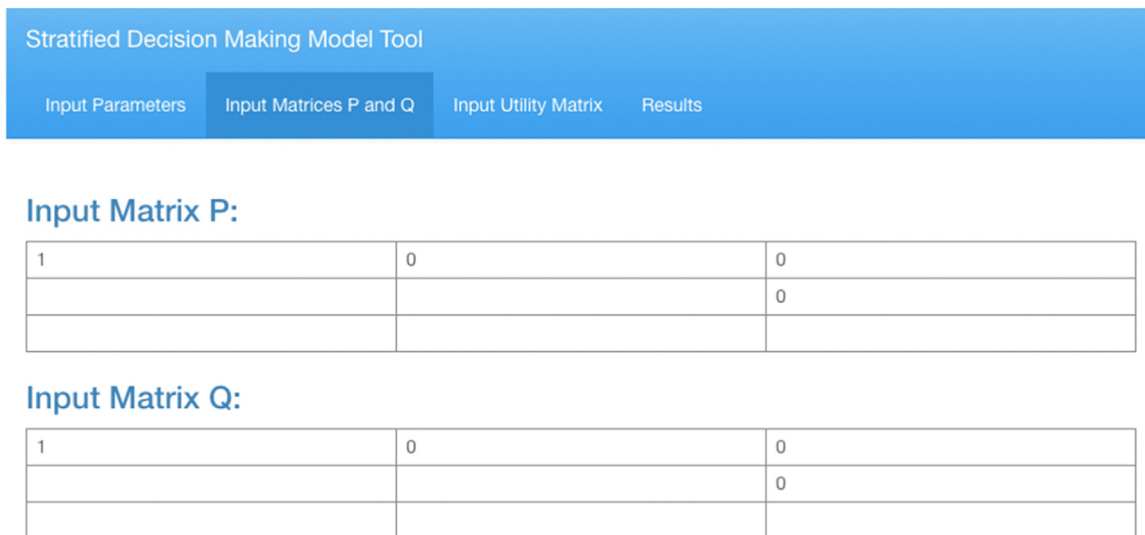 Stratified Decision Making Model Tool
Input Parameters Input Matrices P and Q Input Utility Matrix Results
Input Matrix P:
1 0 0
0
Input Matrix Q:
1 0 0
0